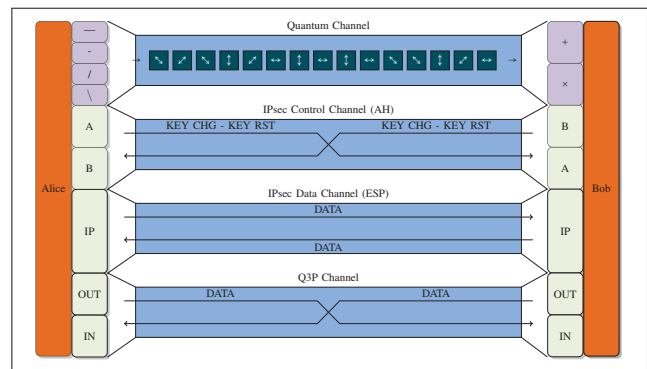 Quantum Channel
—
-
/
\
+
×
IPsec Control Channel (AH)
KEY CHG - KEY RST KEY CHG - KEY RST
A
B
B
A
Alice
Bob
IPsec Data Channel (ESP)
DATA
IP
IP
DATA
Q3P Channel
DATA DATA
OUT
OUT
IN
IN